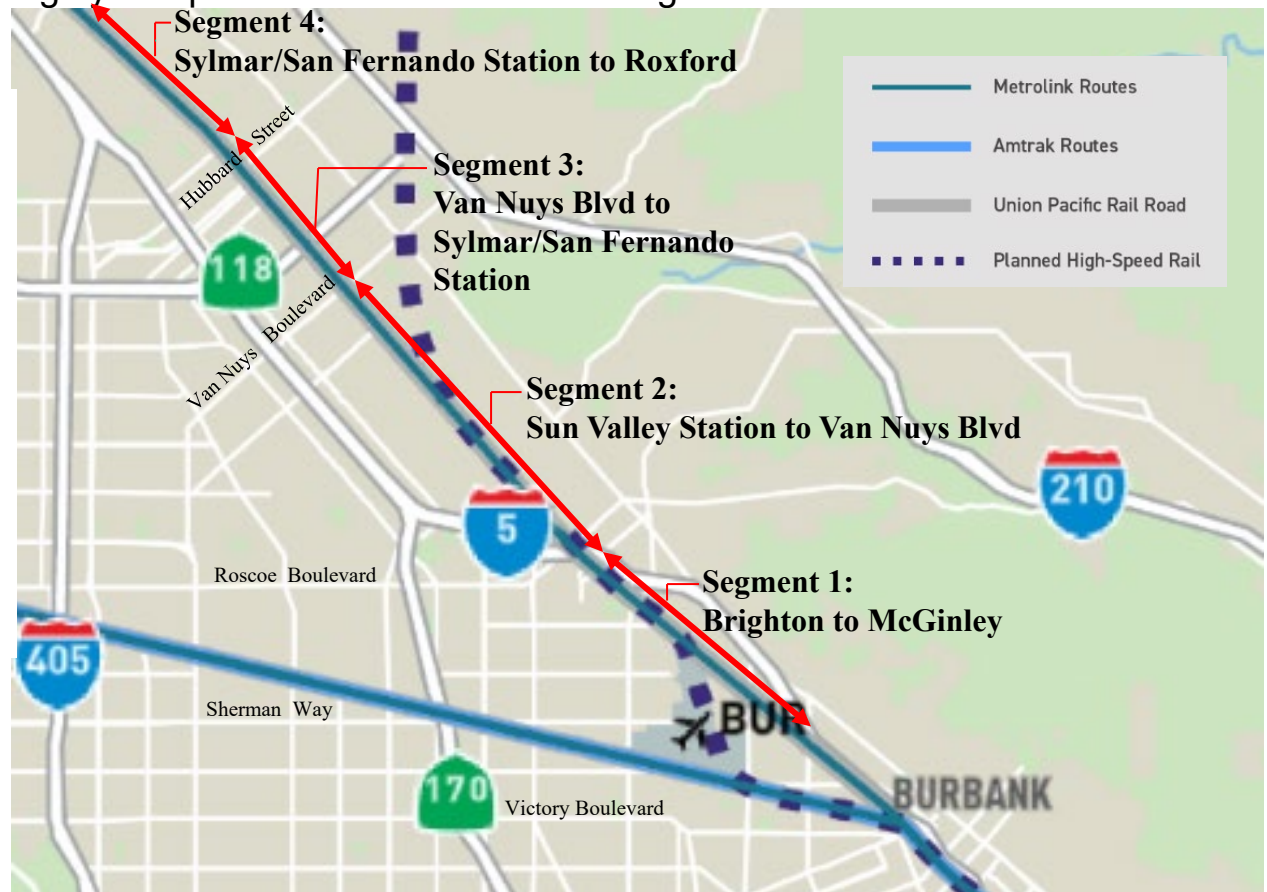 Segment 4:
Sylmar/San Fernando Station to Roxford
Metrolink Routes
Amtrak Routes
Union Pacific Rail Road
Planned High-Speed Rail
Hubbard Street
Segment 3:
Van Nuys Blvd to
Sylmar/San Fernando
Station
118
Van Nuys Boulevard
Segment 2:
Sun Valley Station to Van Nuys Blvd
210
5
Roscoe Boulevard
Segment 1:
Brighton to McGinley
405
Sherman Way
BUR
170
Victory Boulevard
BURBANK